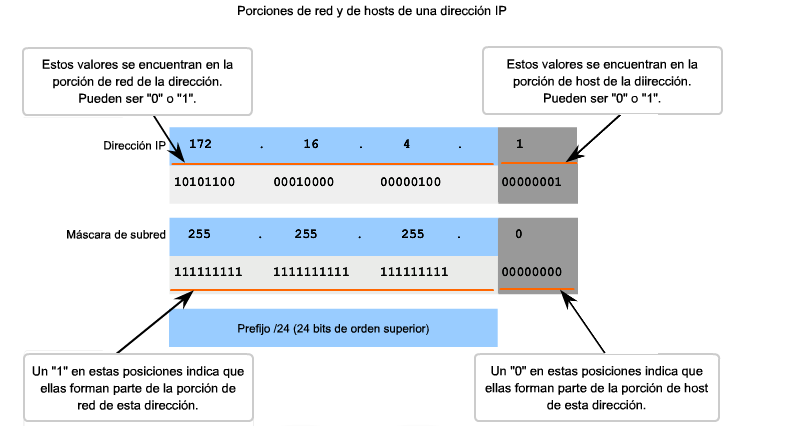 Porciones de red y de hosts de una dirección IP
Estos valores se encuentran en la
porción de red de la dirección.
Pueden ser "0" o "1".
Estos valores se encuentran en la
porción de host de la diirección.
Pueden ser "0" o "1".
Dirección IP 172 . 16 . 4 . 1
10101100 00010000 00000100 00000001
Máscara de subred 255 . 255 . 255 . 0
111111111 1111111111 111111111 00000000
Prefijo /24 (24 bits de orden superior)
Un "1" en estas posiciones indica que
ellas forman parte de la porción de
red de esta dirección.
Un "0" en estas posiciones indica que
ellas forman parte de la porción de host
de esta dirección.